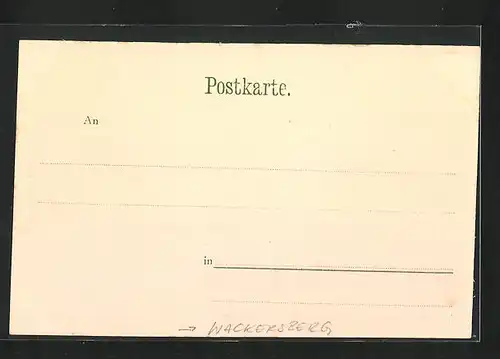 Postkarte.
An
in
→ WACKERSBERG